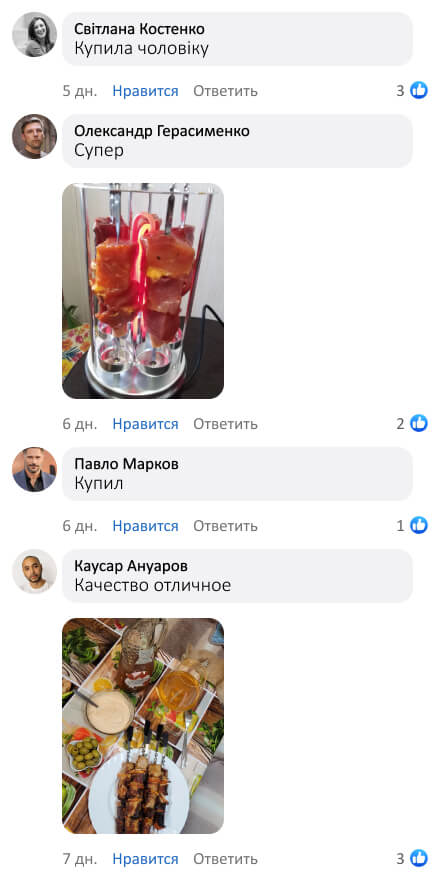 Світлана Костенко
Купила чоловіку
5 дн. Нравится Ответить 3
Олександр Герасименко
Супер
6 дн. Нравится Ответить 2
Павло Марков
Купил
6 дн. Нравится Ответить 1
Каусар Ануаров
Качество отличное
7 дн. Нравится Ответить 3